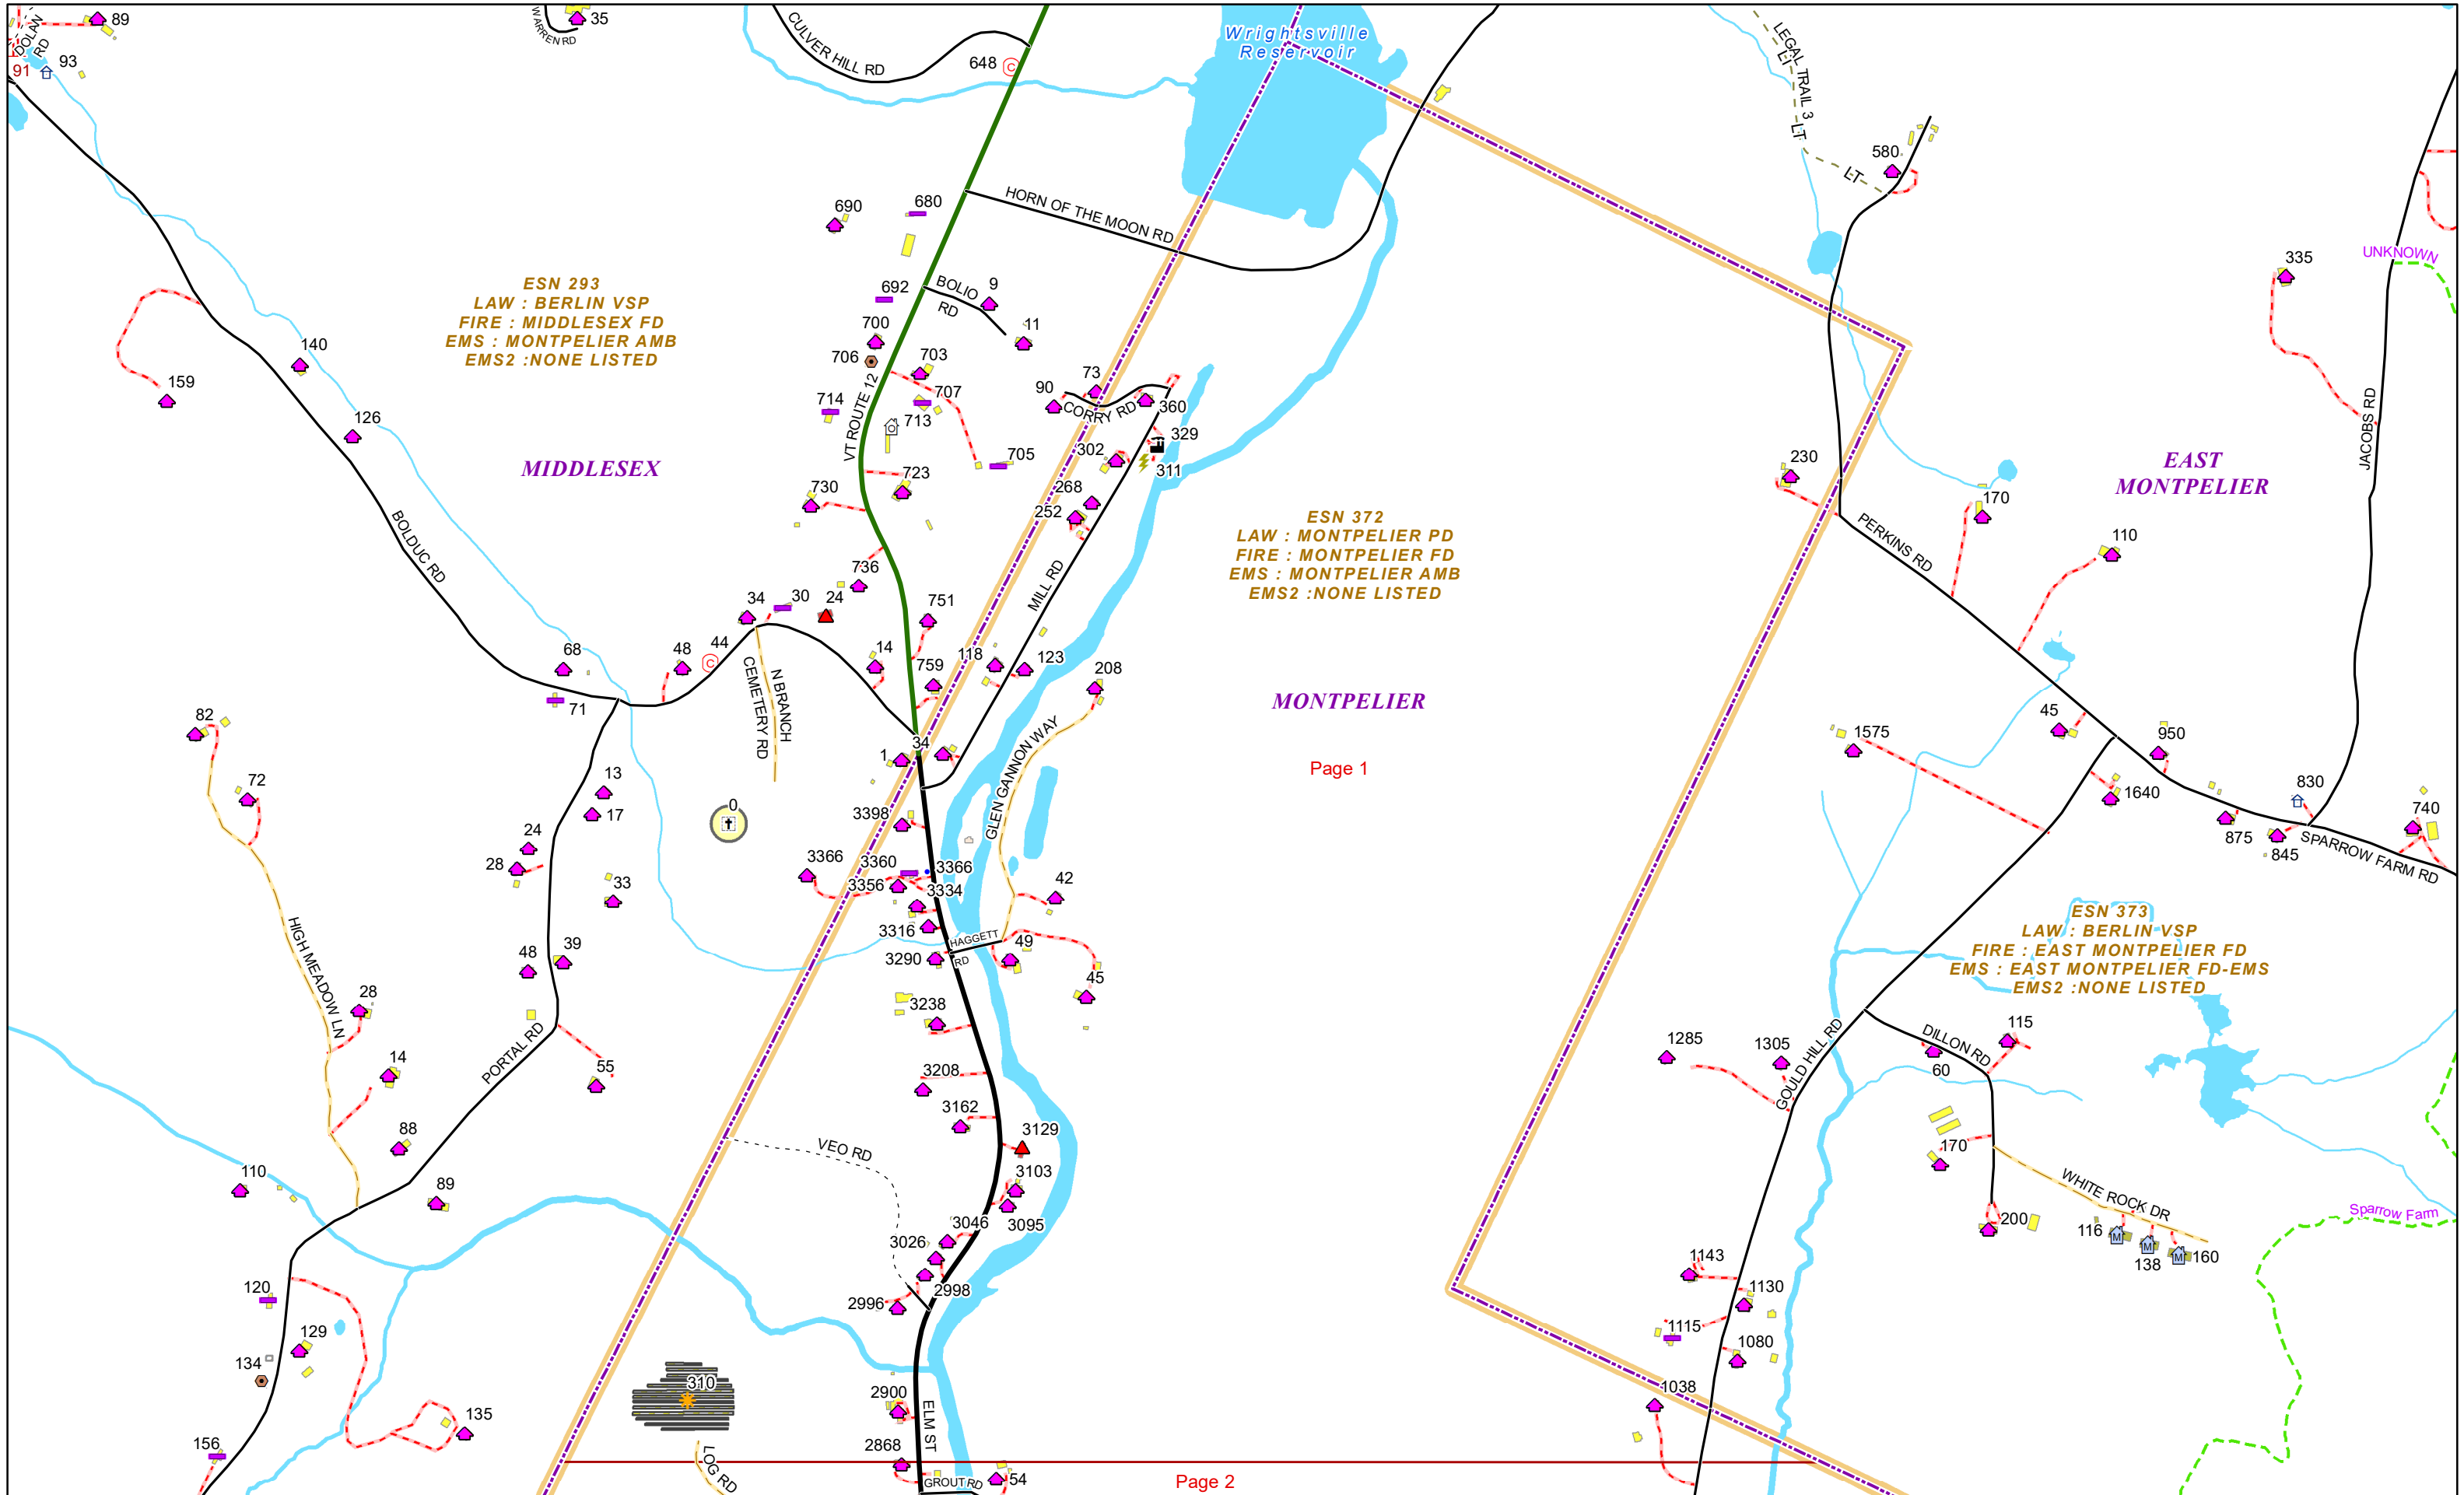 89
DOLAN
RD
93
91
WARREN RD
35
CULVER HILL RD
648
C
Wrightsville
Reservoir
LEGAL TRAIL 3
LT
LT
LT
580
690
680
HORN OF THE MOON RD
UNKNOWN
335
ESN 293
LAW : BERLIN VSP
FIRE : MIDDLESEX FD
EMS : MONTPELIER AMB
EMS2 :NONE LISTED
692
BOLIO
RD
9
11
700
706
703
707
140
159
126
714
713
VT ROUTE 12
705
73
90
CORRY RD
360
329
302
311
JACOBS RD
MIDDLESEX
723
730
268
252
230
170
EAST
MONTPELIER
110
PERKINS RD
ESN 372
LAW : MONTPELIER PD
FIRE : MONTPELIER FD
EMS : MONTPELIER AMB
EMS2 :NONE LISTED
BOLDUC RD
736
MILL RD
34
30
24
751
68
48
44
C
14
759
118
123
208
71
CEMETERY RD
N BRANCH
MONTPELIER
82
34
1
GLEN GANNON WAY
1575
45
950
Page 1
72
13
17
0
3398
1640
830
740
875
845
SPARROW FARM RD
24
28
33
3366
3360
3366
3356
3334
42
3316
HAGGETT
RD
49
3290
45
HIGH MEADOW LN
48
39
ESN 373
LAW : BERLIN VSP
FIRE : EAST MONTPELIER FD
EMS : EAST MONTPELIER FD-EMS
EMS2 :NONE LISTED
28
3238
14
PORTAL RD
55
3208
1285
1305
GOULD HILL RD
DILLON RD
60
115
3162
3129
88
VEO RD
170
110
89
3103
3095
WHITE ROCK DR
Sparrow Farm
3046
3026
200
116
M
138
M
160
M
1143
120
2998
2996
1130
129
1115
134
1080
310
2900
1038
ELM ST
135
156
2868
LOG RD
GROUT RD
54
Page 2